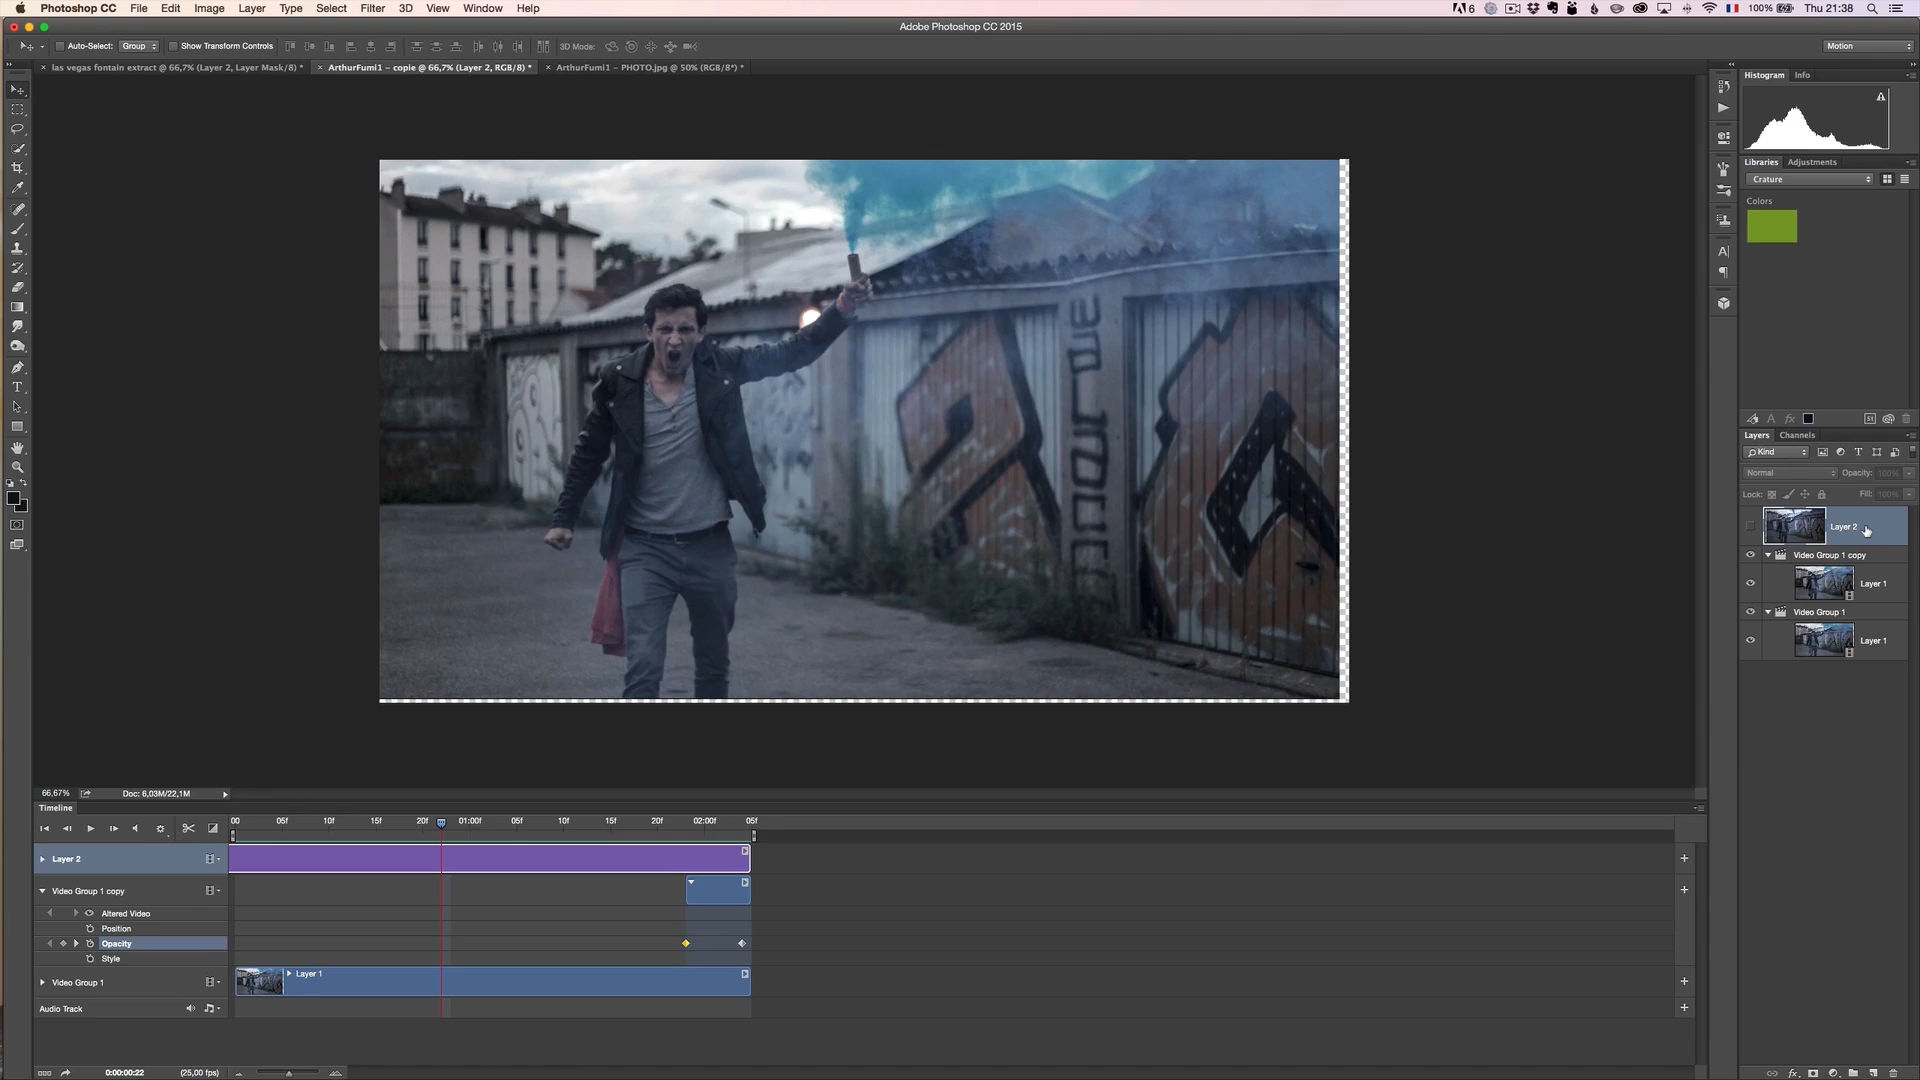 Photoshop CC File Edit Image Layer Type Select Filter 3D View Window Help
6 100% Thu 21:38
Adobe Photoshop CC 2015
Auto-Select: Group Show Transform Controls 3D Mode: Motion
las vegas fontain extract @ 66,7% (Layer 2, Layer Mask/8) *
ArthurFumi1 – copie @ 66,7% (Layer 2, RGB/8) *
ArthurFumi1 – PHOTO.jpg @ 50% (RGB/8*) *
Histogram Info
Libraries Adjustments
Crature
Colors
Layers Channels
Kind
Normal Opacity: 100%
Lock: Fill: 100%
Layer 2
Video Group 1 copy
Layer 1
Video Group 1
Layer 1
66,67% Doc: 6,03M/22,1M
Timeline
00 05f 10f 15f 20f 01:00f 05f 10f 15f 20f 02:00f 05f
Layer 2
Video Group 1 copy
Altered Video
Position
Opacity
Style
Video Group 1 Layer 1
Audio Track
0:00:00:22 (25,00 fps)